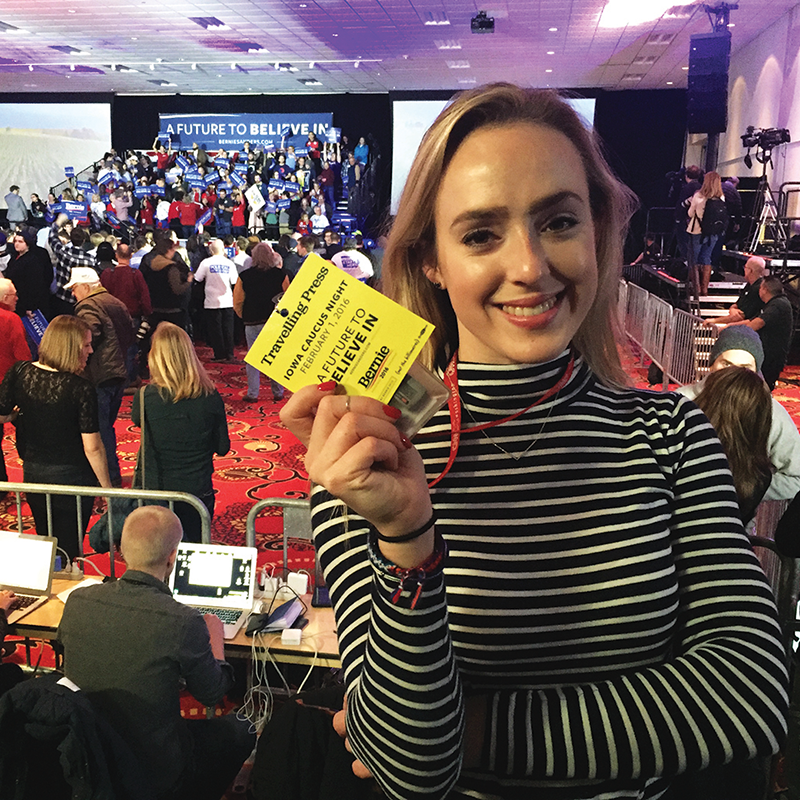 A FUTURE TO BELIEVE IN
BERNIESANDERS.COM
Travelling Press
IOWA CAUCUS NIGHT
FEBRUARY 1, 2016
A FUTURE TO
BELIEVE IN
Bernie
2016